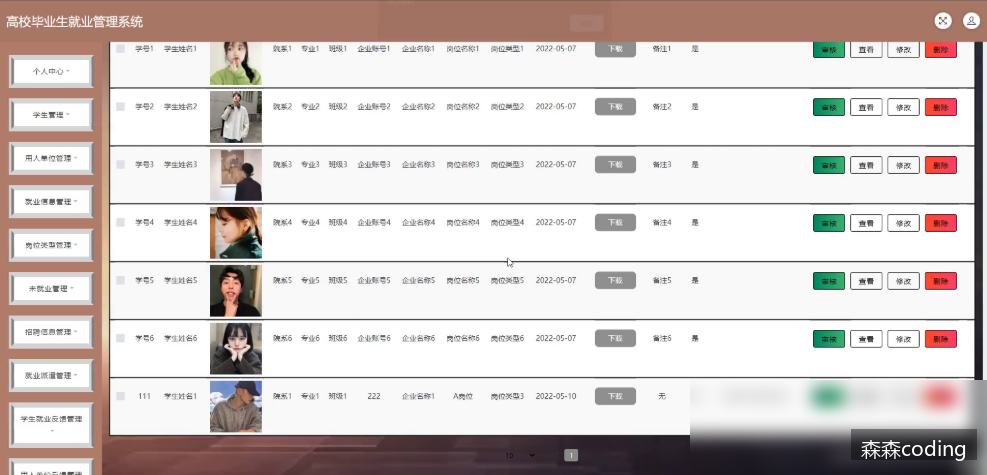 高校毕业生就业管理系统
个人中心
学生管理
用人单位管理
就业信息管理
岗位类型管理
未就业管理
招聘信息管理
就业派遣管理
学生就业反馈管理
学号1 学生姓名1 院系1 专业1 班级1 企业账号1 企业名称1 岗位名称1 岗位类型1 2022-05-07 下载 备注1 是 审核 查看 修改 删除
学号2 学生姓名2 院系2 专业2 班级2 企业账号2 企业名称2 岗位名称2 岗位类型2 2022-05-07 下载 备注2 是 审核 查看 修改 删除
学号3 学生姓名3 院系3 专业3 班级3 企业账号3 企业名称3 岗位名称3 岗位类型3 2022-05-07 下载 备注3 是 审核 查看 修改 删除
学号4 学生姓名4 院系4 专业4 班级4 企业账号4 企业名称4 岗位名称4 岗位类型4 2022-05-07 下载 备注4 是 审核 查看 修改 删除
学号5 学生姓名5 院系5 专业5 班级5 企业账号5 企业名称5 岗位名称5 岗位类型5 2022-05-07 下载 备注5 是 审核 查看 修改 删除
学号6 学生姓名6 院系6 专业6 班级6 企业账号6 企业名称6 岗位名称6 岗位类型6 2022-05-07 下载 备注6 是 审核 查看 修改 删除
111 学生姓名1 院系1 专业1 班级1 222 企业名称1 A岗位 岗位类型3 2022-05-10 下载 无
10 1
森森coding